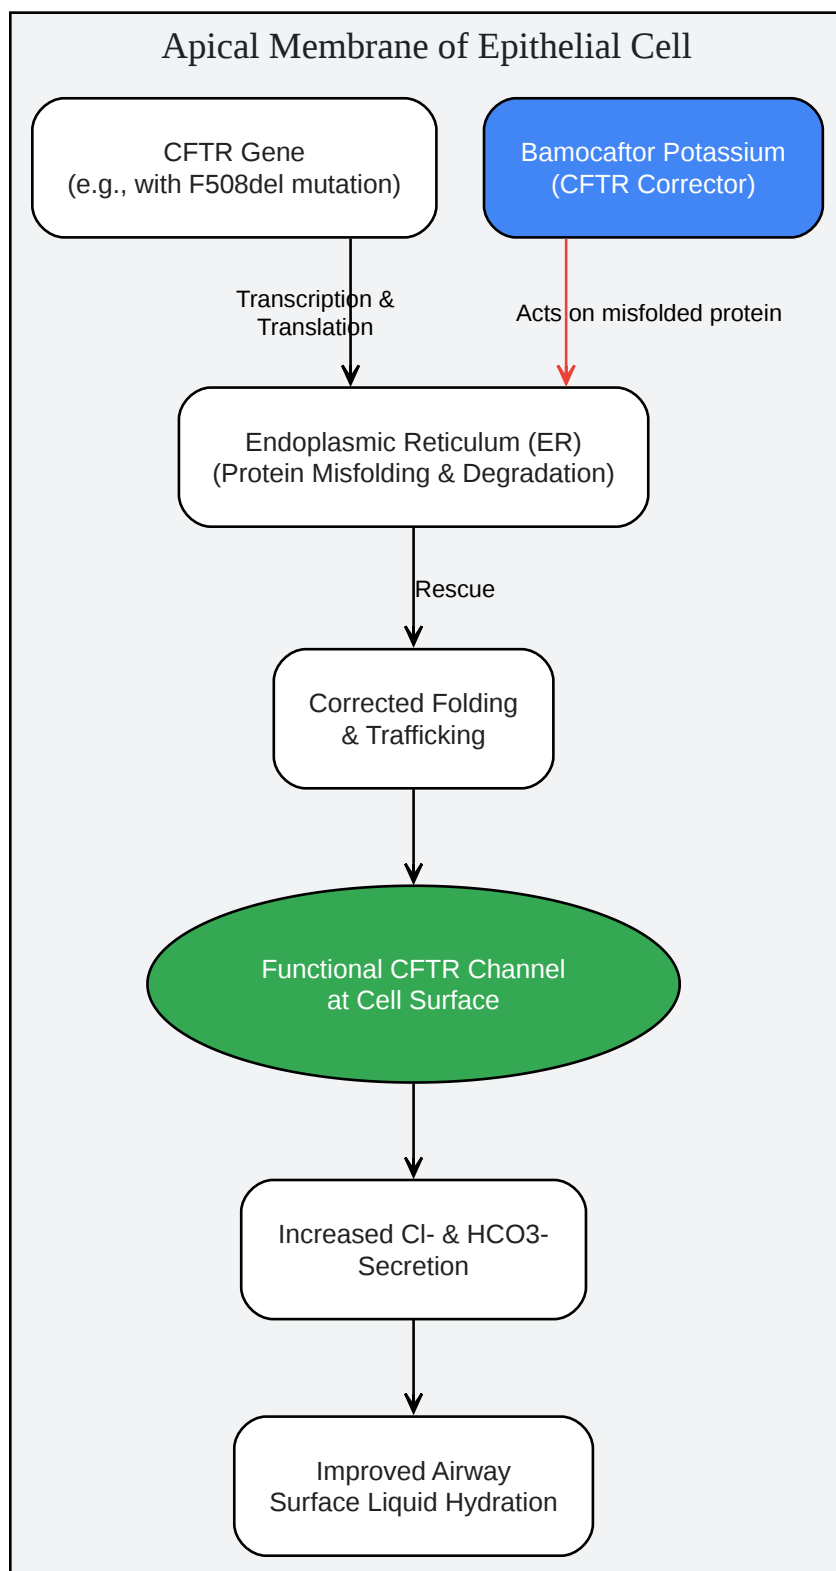 Apical Membrane of Epithelial Cell
CFTR Gene
(e.g., with F508del mutation)
Bamocaftor Potassium
(CFTR Corrector)
Transcription &
Translation
Acts on misfolded protein
Endoplasmic Reticulum (ER)
(Protein Misfolding & Degradation)
Rescue
Corrected Folding
& Trafficking
Functional CFTR Channel
at Cell Surface
Increased Cl- & HCO3-
Secretion
Improved Airway
Surface Liquid Hydration